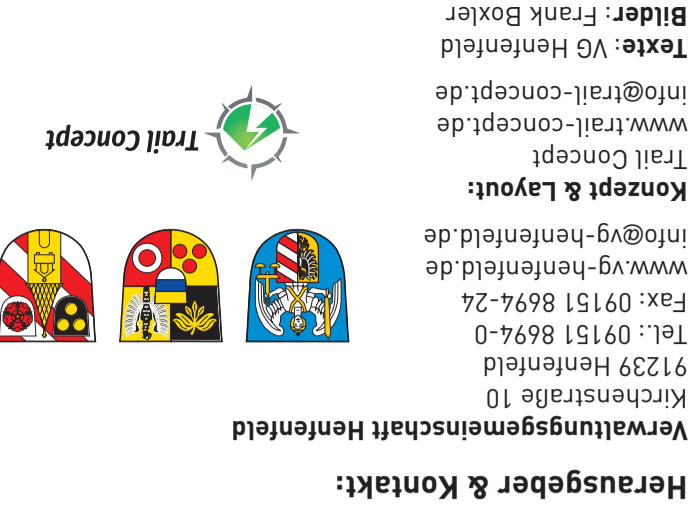 Herausgeber & Kontakt:
Verwaltungsgemeinschaft Henfenfeld
Kirchenstraße 10
91239 Henfenfeld
Tel.: 09151 8694-0
Fax: 09151 8694-24
www.vg-henfenfeld.de
info@vg-henfenfeld.de
Konzept & Layout:
Trail Concept
www.trail-concept.de
info@trail-concept.de
Texte: VG Henfenfeld
Bilder: Frank Boxler
Trail Concept